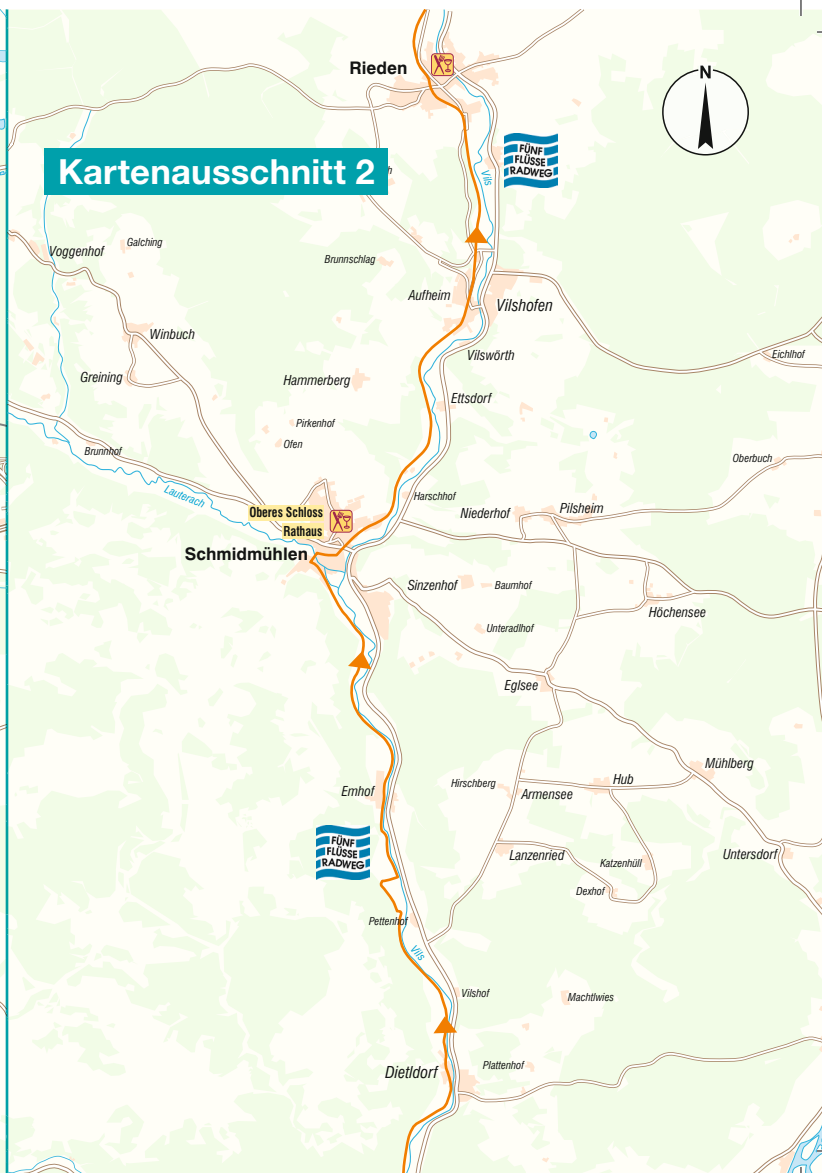 Rieden
N
FÜNF
FLÜSSE
RADWEG
Kartenausschnitt 2
Vils
Galching
Voggenhof
Brunnschlag
Aufheim
Vilshofen
Winbuch
Vilswörth
Eichlhof
Greining
Hammerberg
Ettsdorf
Pirkenhof
Ofen
Brunnhof
Oberbuch
Lauterach
Harschhof
Oberes Schloss
Rathaus
Niederhof
Pilsheim
Schmidmühlen
Sinzenhof
Baumhof
Höchensee
Unteradlhof
Eglsee
Mühlberg
Emhof
Hirschberg
Armensee
Hub
FÜNF
FLÜSSE
RADWEG
Lanzenried
Katzenhüll
Untersdorf
Dexhof
Pettenhof
Vils
Vilshof
Machtlwies
Plattenhof
Dietldorf